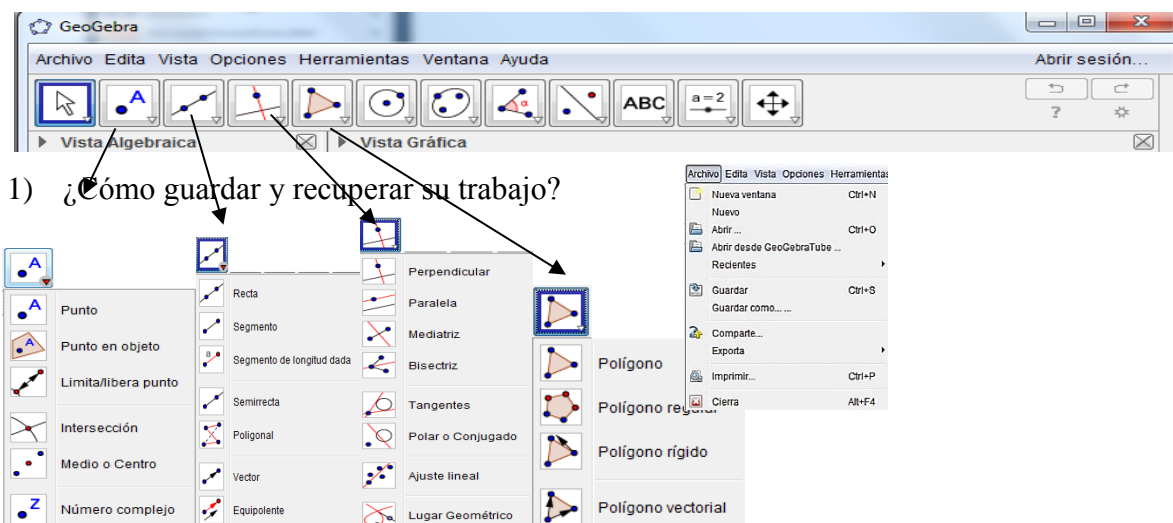 GeoGebra
Archivo Edita Vista Opciones Herramientas Ventana Ayuda
Abrir sesión...
A
α
ABC
a=2
?
Vista Algebraica
Vista Gráfica
1) ¿Cómo guardar y recuperar su trabajo?
A
A Punto
A Punto en objeto
Limita/libera punto
Intersección
Medio o Centro
Z Número complejo
Recta
Segmento
a Segmento de longitud dada
Semirrecta
Poligonal
Vector
Equipolente
Perpendicular
Paralela
Mediatriz
Bisectriz
Tangentes
Polar o Conjugado
Ajuste lineal
Lugar Geométrico
Polígono
Polígono regular
Polígono rígido
Polígono vectorial
Archivo Edita Vista Opciones Herramientas
Nueva ventana Ctrl+N
Nuevo
Abrir ... Ctrl+O
Abrir desde GeoGebraTube ...
Recientes
Guardar Ctrl+S
Guardar como... ...
Comparte...
Exporta
Imprimir... Ctrl+P
Cierra Alt+F4